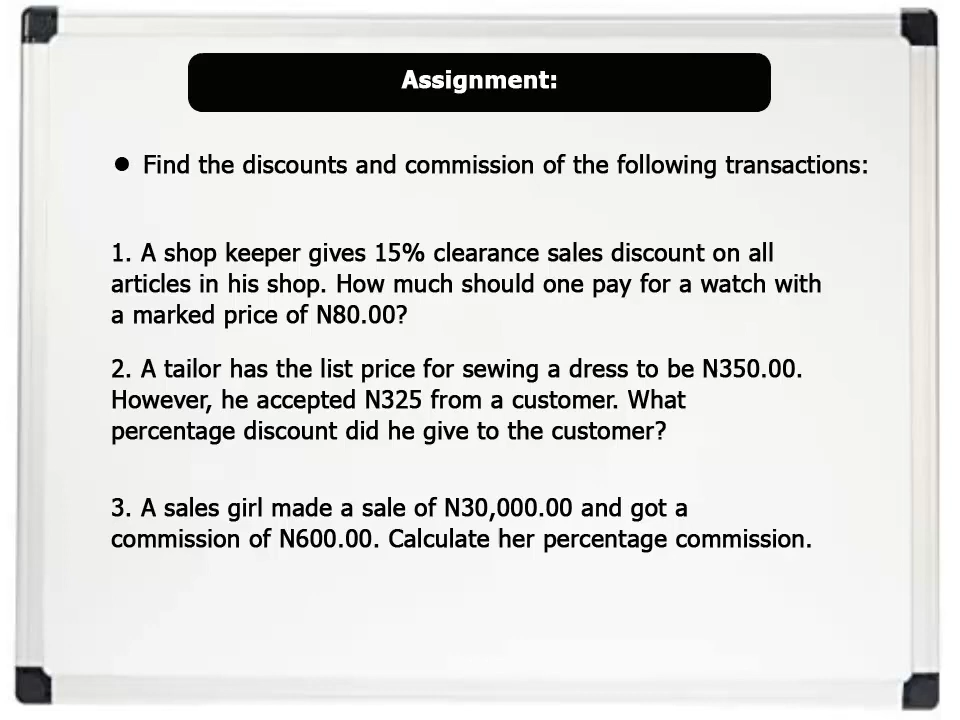 Assignment:
● Find the discounts and commission of the following transactions:
1. A shop keeper gives 15% clearance sales discount on all
articles in his shop. How much should one pay for a watch with
a marked price of N80.00?
2. A tailor has the list price for sewing a dress to be N350.00.
However, he accepted N325 from a customer. What
percentage discount did he give to the customer?
3. A sales girl made a sale of N30,000.00 and got a
commission of N600.00. Calculate her percentage commission.